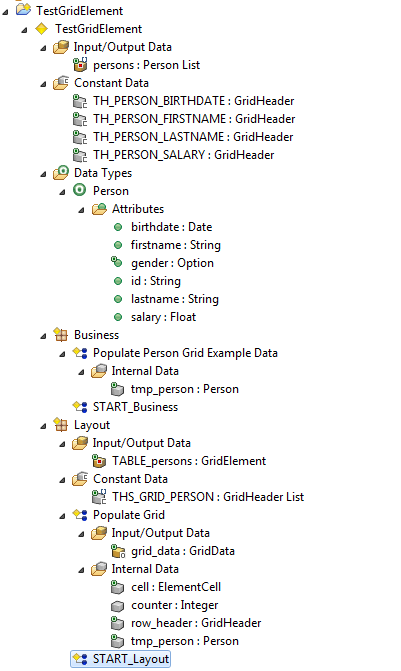 TestGridElement
TestGridElement
Input/Output Data
persons : Person List
Constant Data
TH_PERSON_BIRTHDATE : GridHeader
TH_PERSON_FIRSTNAME : GridHeader
TH_PERSON_LASTNAME : GridHeader
TH_PERSON_SALARY : GridHeader
Data Types
Person
Attributes
birthdate : Date
firstname : String
gender : Option
id : String
lastname : String
salary : Float
Business
Populate Person Grid Example Data
Internal Data
tmp_person : Person
START_Business
Layout
Input/Output Data
TABLE_persons : GridElement
Constant Data
THS_GRID_PERSON : GridHeader List
Populate Grid
Input/Output Data
grid_data : GridData
Internal Data
cell : ElementCell
counter : Integer
row_header : GridHeader
tmp_person : Person
START_Layout